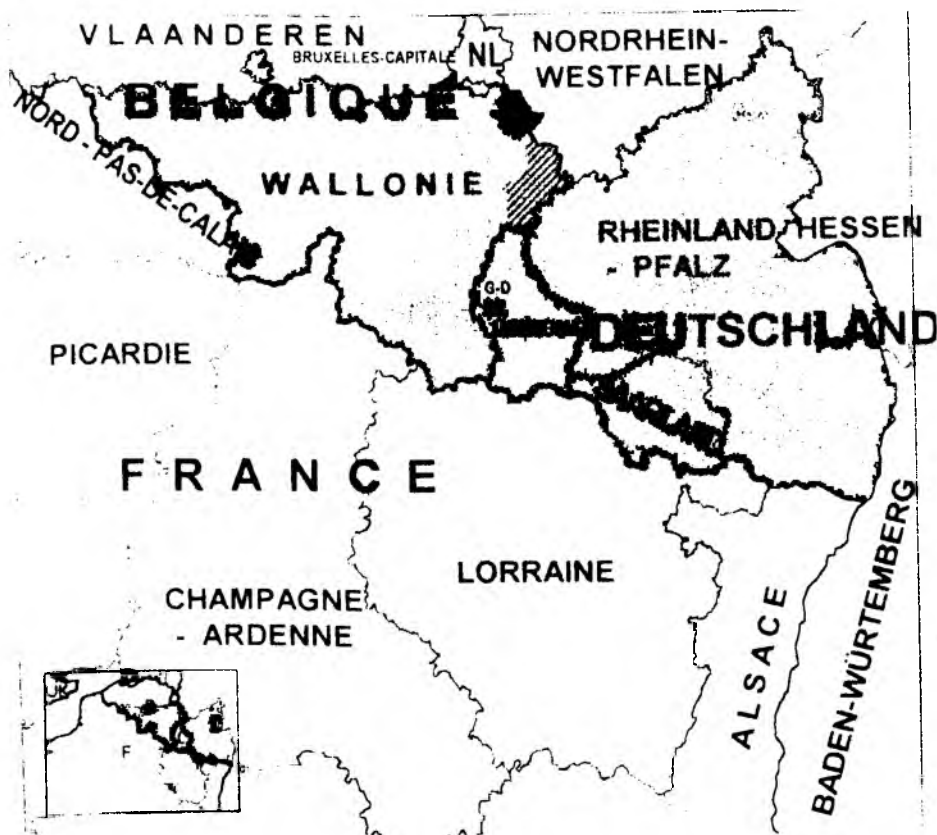 VLAANDEREN
BRUXELLES-CAPITALE
NL
NORDRHEIN-
WESTFALEN
BELGIQUE
NORD - PAS-DE-CALAIS
WALLONIE
RHEINLAND
- PFALZ
HESSEN
G-D
DEUTSCHLAND
PICARDIE
SAARLAND
FRANCE
LORRAINE
CHAMPAGNE
- ARDENNE
ALSACE
BADEN-WÜRTEMBERG
F